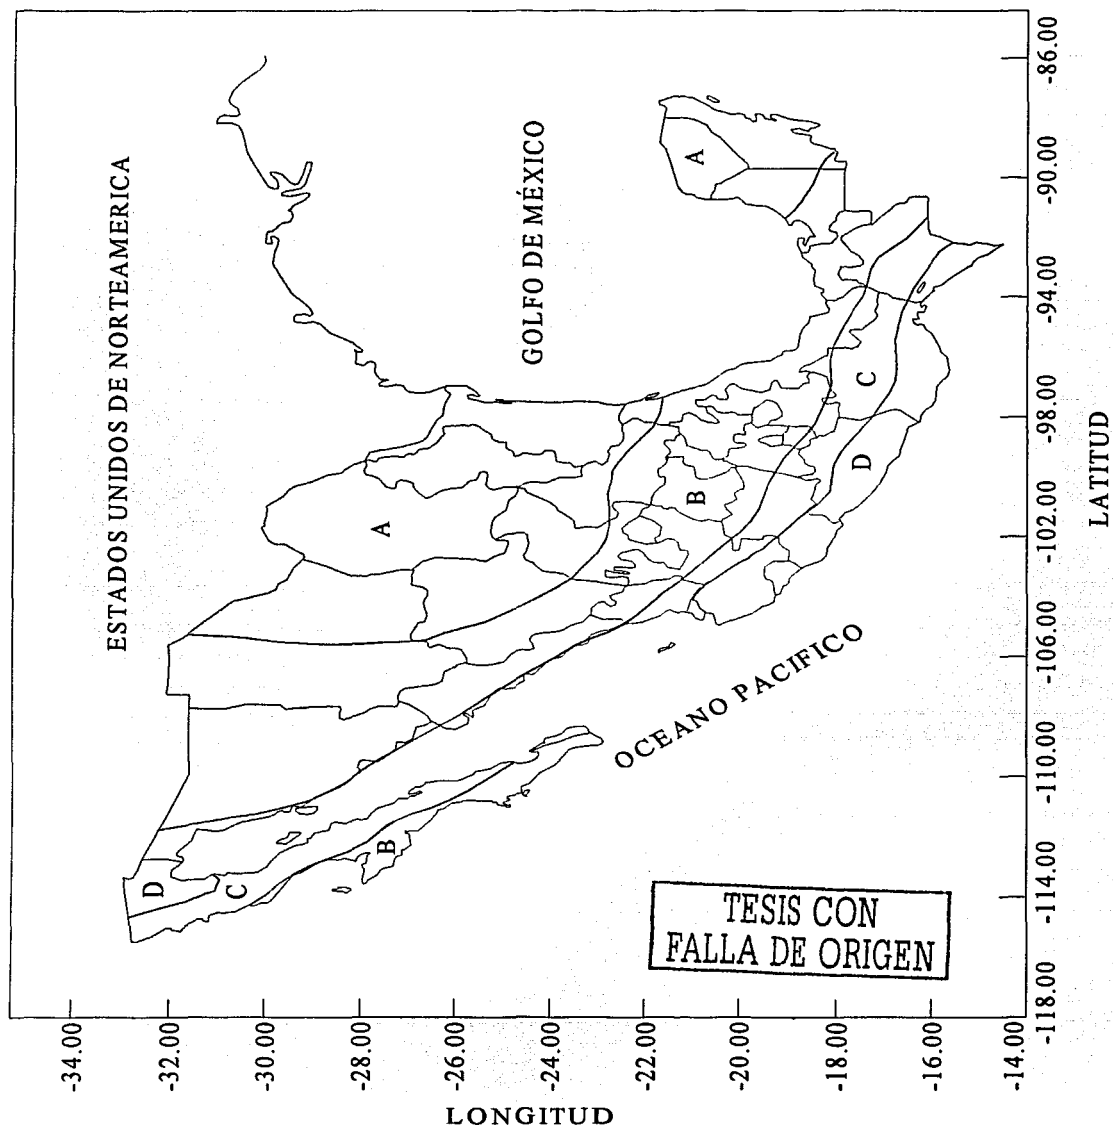 ESTADOS UNIDOS DE NORTEAMERICA
GOLFO DE MÉXICO
OCEANO PACIFICO
A
A
B
C
D
D
C
B
TESIS CON
FALLA DE ORIGEN
LONGITUD
-34.00
-32.00
-30.00
-28.00
-26.00
-24.00
-22.00
-20.00
-18.00
-16.00
-14.00
-118.00
-114.00
-110.00
-106.00
-102.00
-98.00
-94.00
-90.00
-86.00
LATITUD